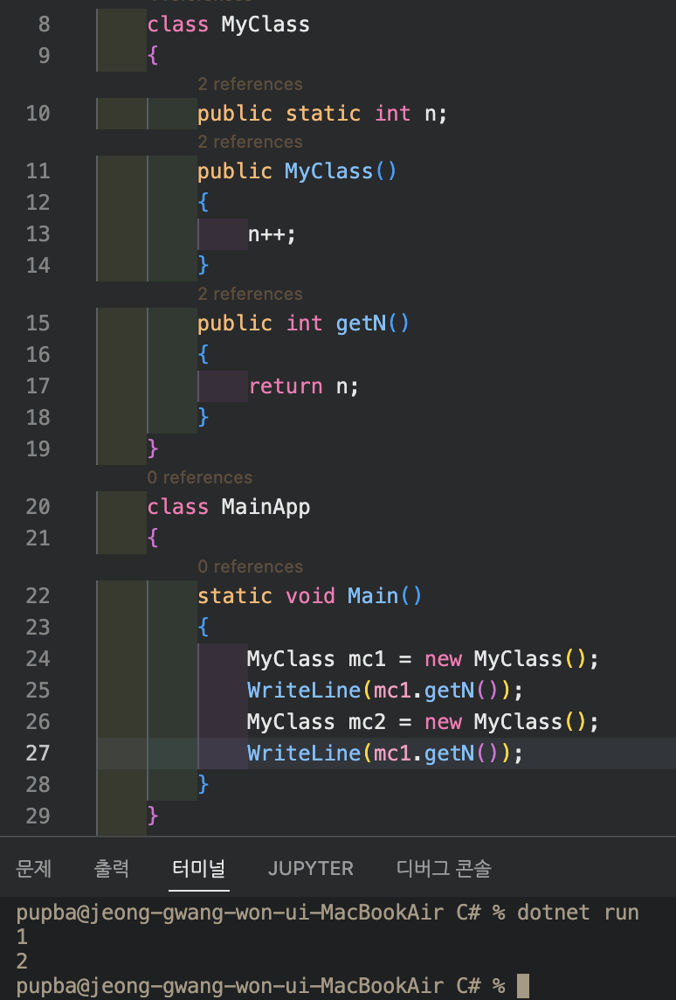 8 class MyClass
9 {
2 references
10 public static int n;
2 references
11 public MyClass()
12 {
13 n++;
14 }
2 references
15 public int getN()
16 {
17 return n;
18 }
19 }
0 references
20 class MainApp
21 {
0 references
22 static void Main()
23 {
24 MyClass mc1 = new MyClass();
25 WriteLine(mc1.getN());
26 MyClass mc2 = new MyClass();
27 WriteLine(mc1.getN());
28 }
29 }
문제 출력 터미널 JUPYTER 디버그 콘솔
pupba@jeong-gwang-won-ui-MacBookAir C# % dotnet run
1
2
pupba@jeong-gwang-won-ui-MacBookAir C# %